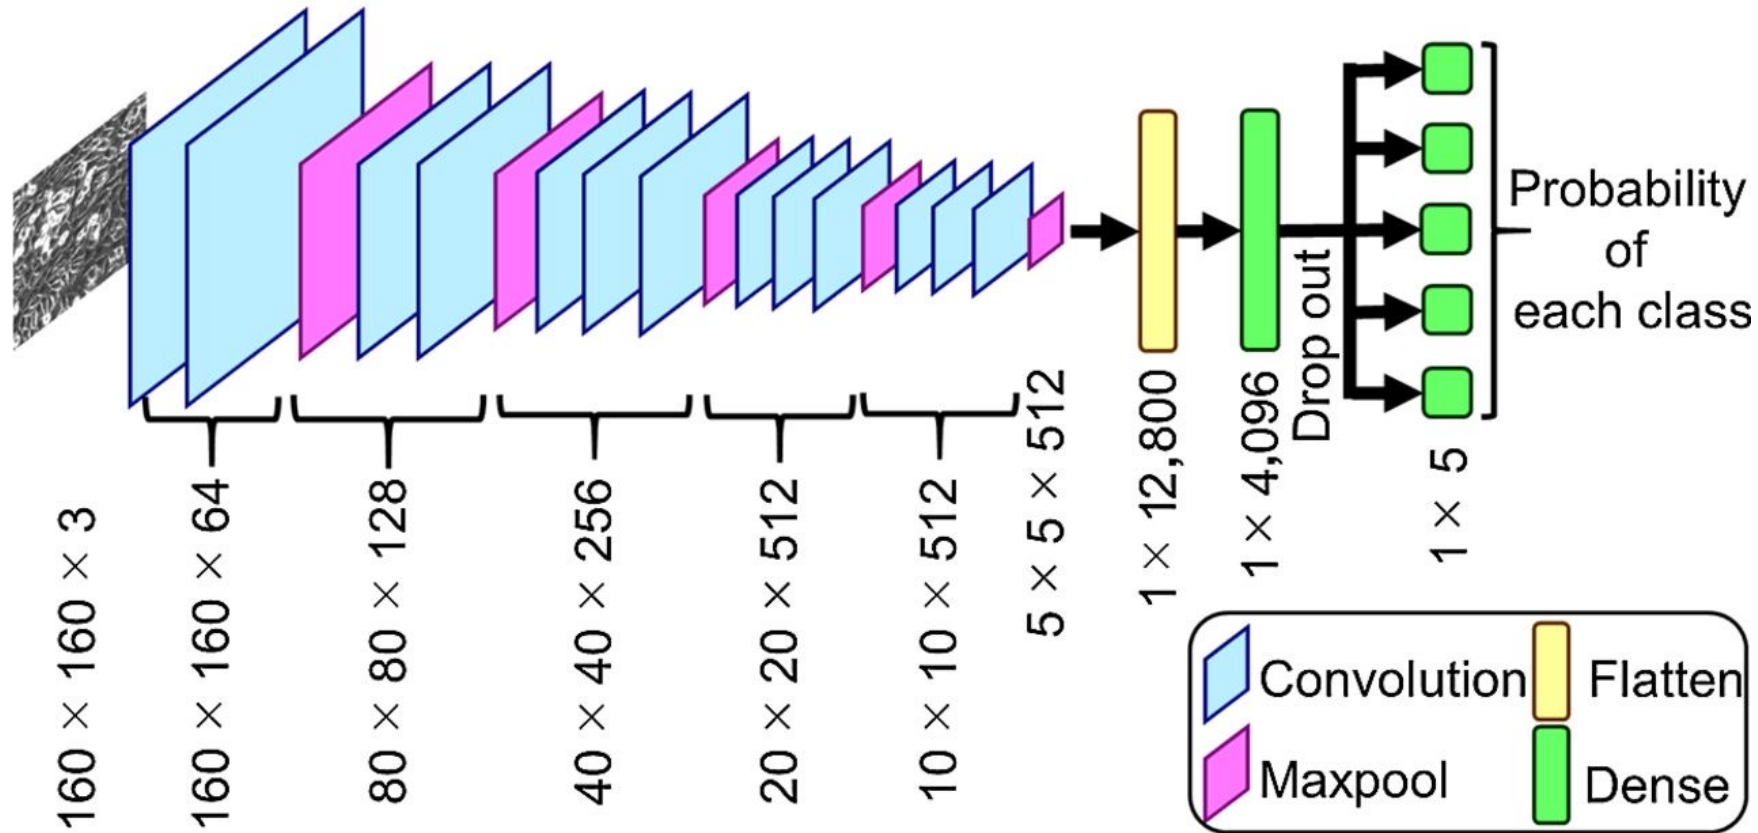 160 × 160 × 3
160 × 160 × 64
80 × 80 × 128
40 × 40 × 256
20 × 20 × 512
10 × 10 × 512
5 × 5 × 512
1 × 12,800
1 × 4,096
Drop out
1 × 5
Probability
of
each class
Convolution
Flatten
Maxpool
Dense